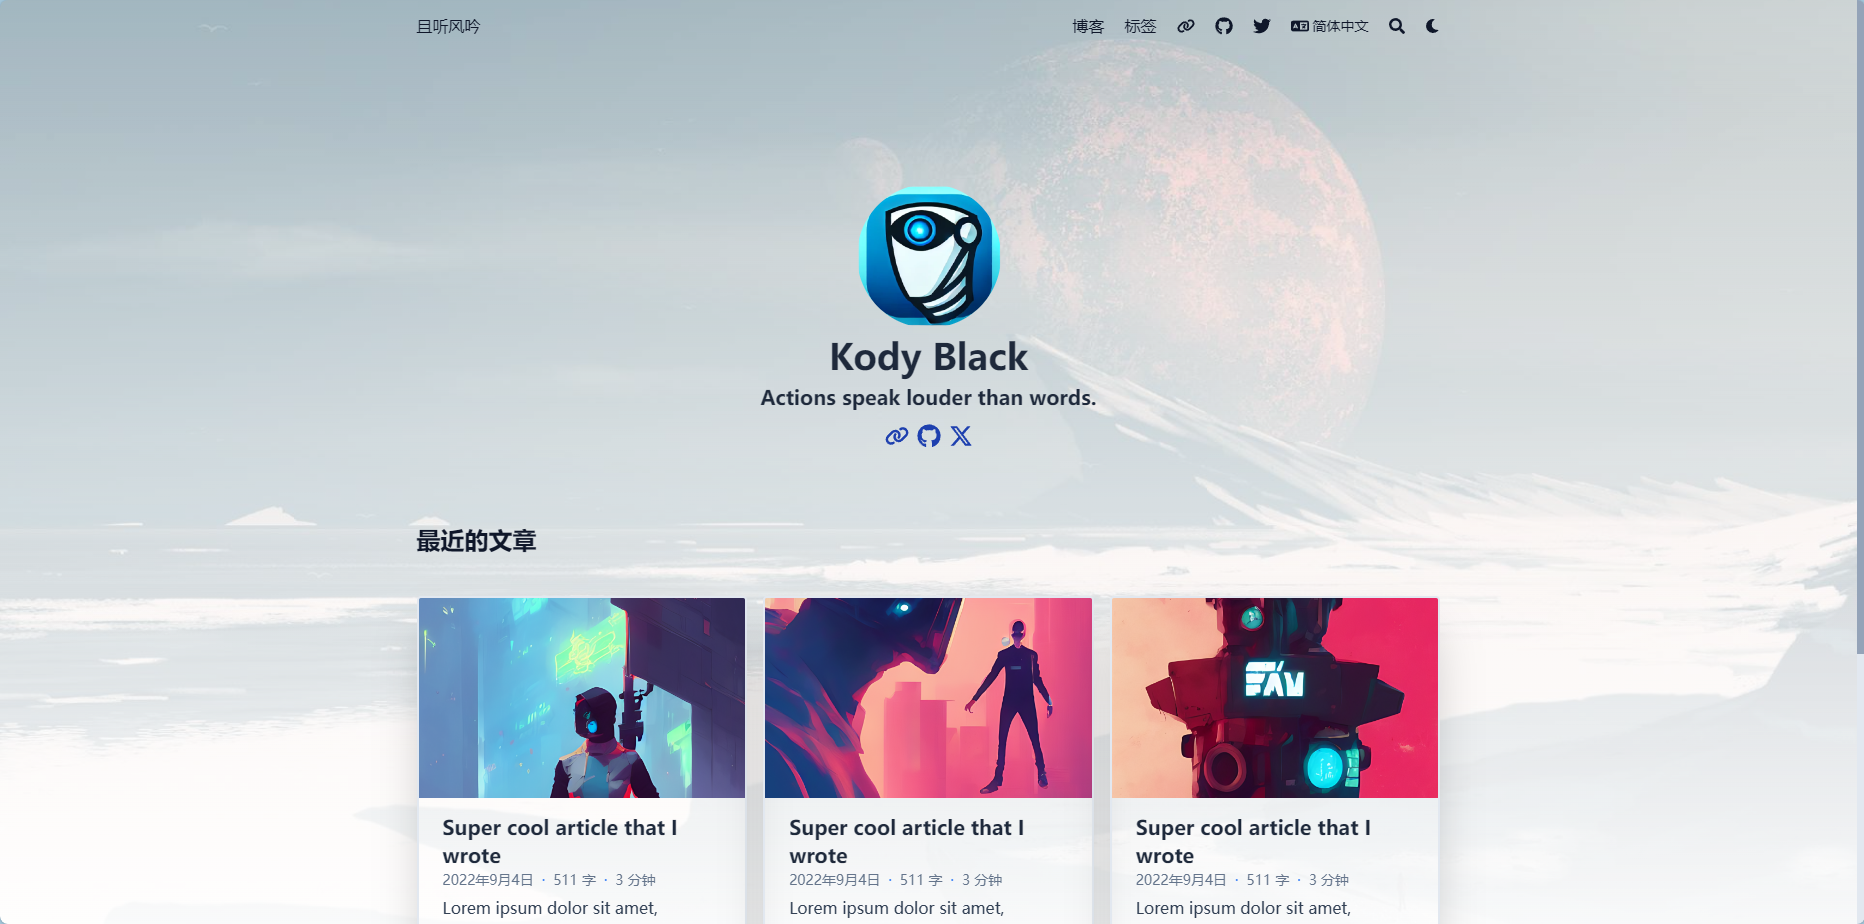 且听风吟
博客 标签 简体中文
Kody Black
Actions speak louder than words.
最近的文章
FAV
Super cool article that I
wrote
2022年9月4日 · 511 字 · 3 分钟
Lorem ipsum dolor sit amet,
Super cool article that I
wrote
2022年9月4日 · 511 字 · 3 分钟
Lorem ipsum dolor sit amet,
Super cool article that I
wrote
2022年9月4日 · 511 字 · 3 分钟
Lorem ipsum dolor sit amet,